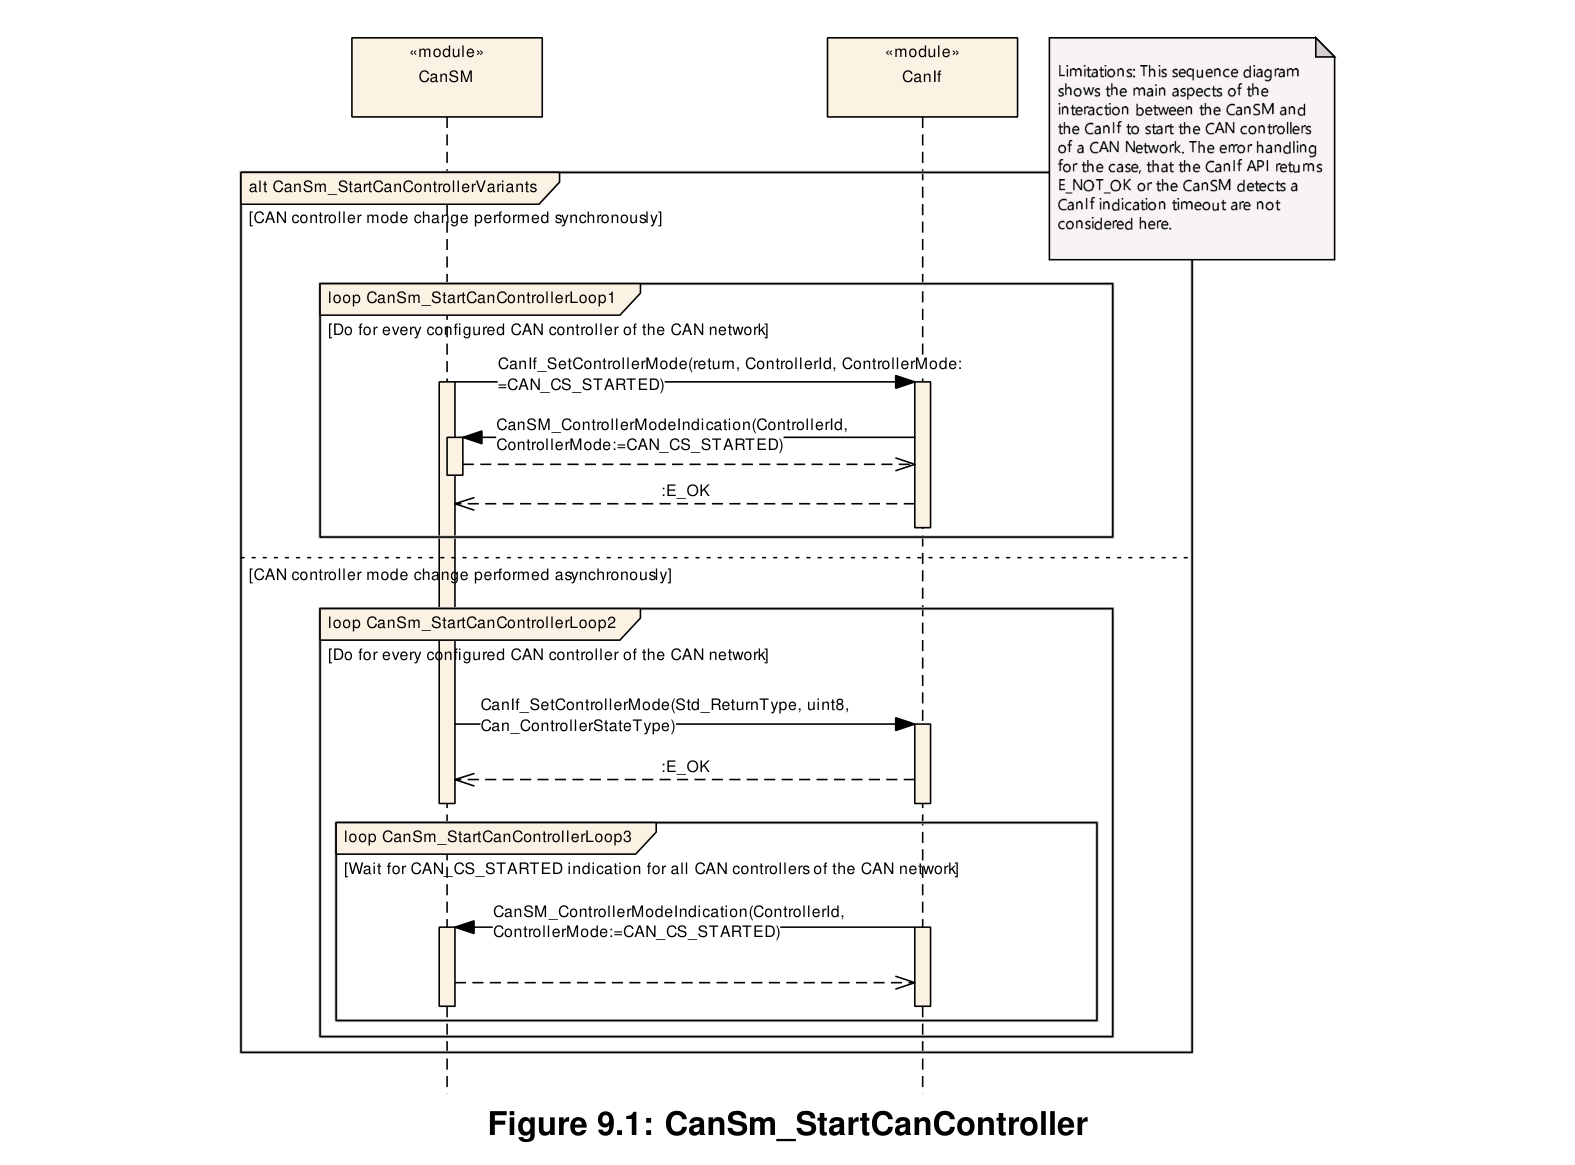 «module»
CanSM
«module»
CanIf
Limitations: This sequence diagram
shows the main aspects of the
interaction between the CanSM and
the CanIf to start the CAN controllers
of a CAN Network. The error handling
for the case, that the CanIf API returns
E_NOT_OK or the CanSM detects a
CanIf indication timeout are not
considered here.
alt CanSm_StartCanControllerVariants
[CAN controller mode change performed synchronously]
loop CanSm_StartCanControllerLoop1
[Do for every configured CAN controller of the CAN network]
CanIf_SetControllerMode(return, ControllerId, ControllerMode:
=CAN_CS_STARTED)
CanSM_ControllerModeIndication(ControllerId,
ControllerMode:=CAN_CS_STARTED)
:E_OK
[CAN controller mode change performed asynchronously]
loop CanSm_StartCanControllerLoop2
[Do for every configured CAN controller of the CAN network]
CanIf_SetControllerMode(Std_ReturnType, uint8,
Can_ControllerStateType)
:E_OK
loop CanSm_StartCanControllerLoop3
[Wait for CAN_CS_STARTED indication for all CAN controllers of the CAN network]
CanSM_ControllerModeIndication(ControllerId,
ControllerMode:=CAN_CS_STARTED)
Figure 9.1: CanSm_StartCanController